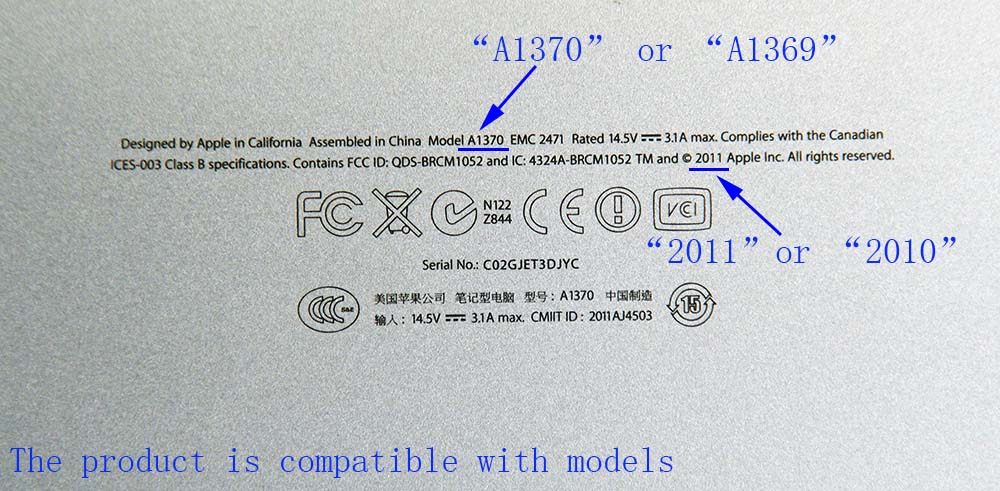 “A1370” or “A1369”
Designed by Apple in California Assembled in China Model A1370 EMC 2471 Rated 14.5V ⎓ 3.1A max. Complies with the Canadian
ICES-003 Class B specifications. Contains FCC ID: QDS-BRCM1052 and IC: 4324A-BRCM1052 TM and © 2011 Apple Inc. All rights reserved.
FC N122 CE ! VCI
Z844
“2011” or “2010”
Serial No.: C02GJET3DJYC
CCC S&E 美国苹果公司 笔记型电脑 型号: A1370 中国制造 15
输入: 14.5V ⎓ 3.1A max. CMIIT ID : 2011AJ4503
The product is compatible with models